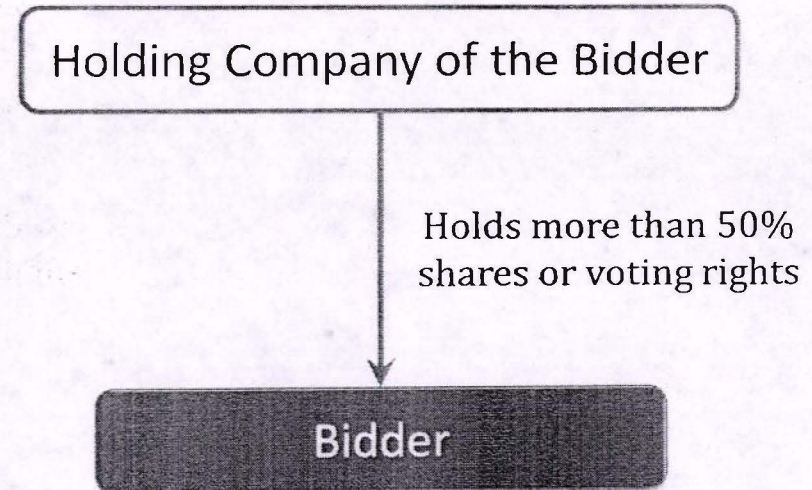 Holding Company of the Bidder
Holds more than 50%
shares or voting rights
Bidder